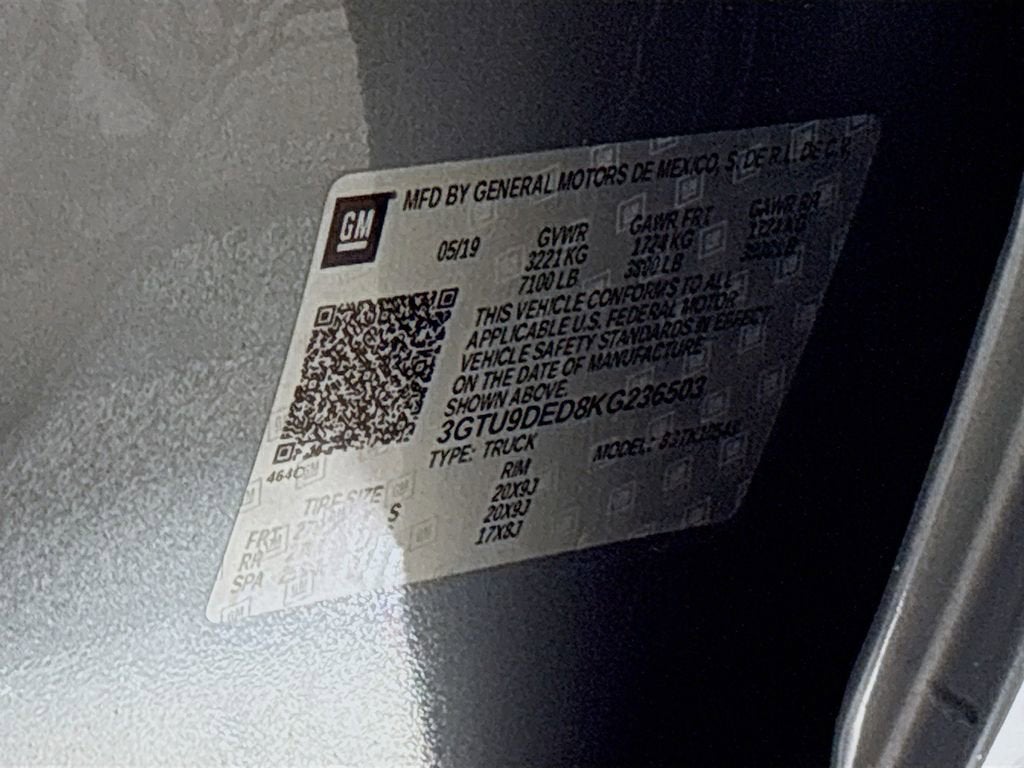 GM
MFD BY GENERAL MOTORS DE MEXICO, S. DE R.L. DE C.V.
05/19 GVWR GAWR FRT GAWR RR
3221 KG 1724 KG
7100 LB 3800 LB
THIS VEHICLE CONFORMS TO ALL
APPLICABLE U.S. FEDERAL MOTOR
VEHICLE SAFETY STANDARDS IN EFFECT
ON THE DATE OF MANUFACTURE
SHOWN ABOVE.
3GTU9DED8KG236503
TYPE: TRUCK MODEL:
TIRE SIZE RIM
FRT 20X9J
RA 20X9J
SPA 17X8J